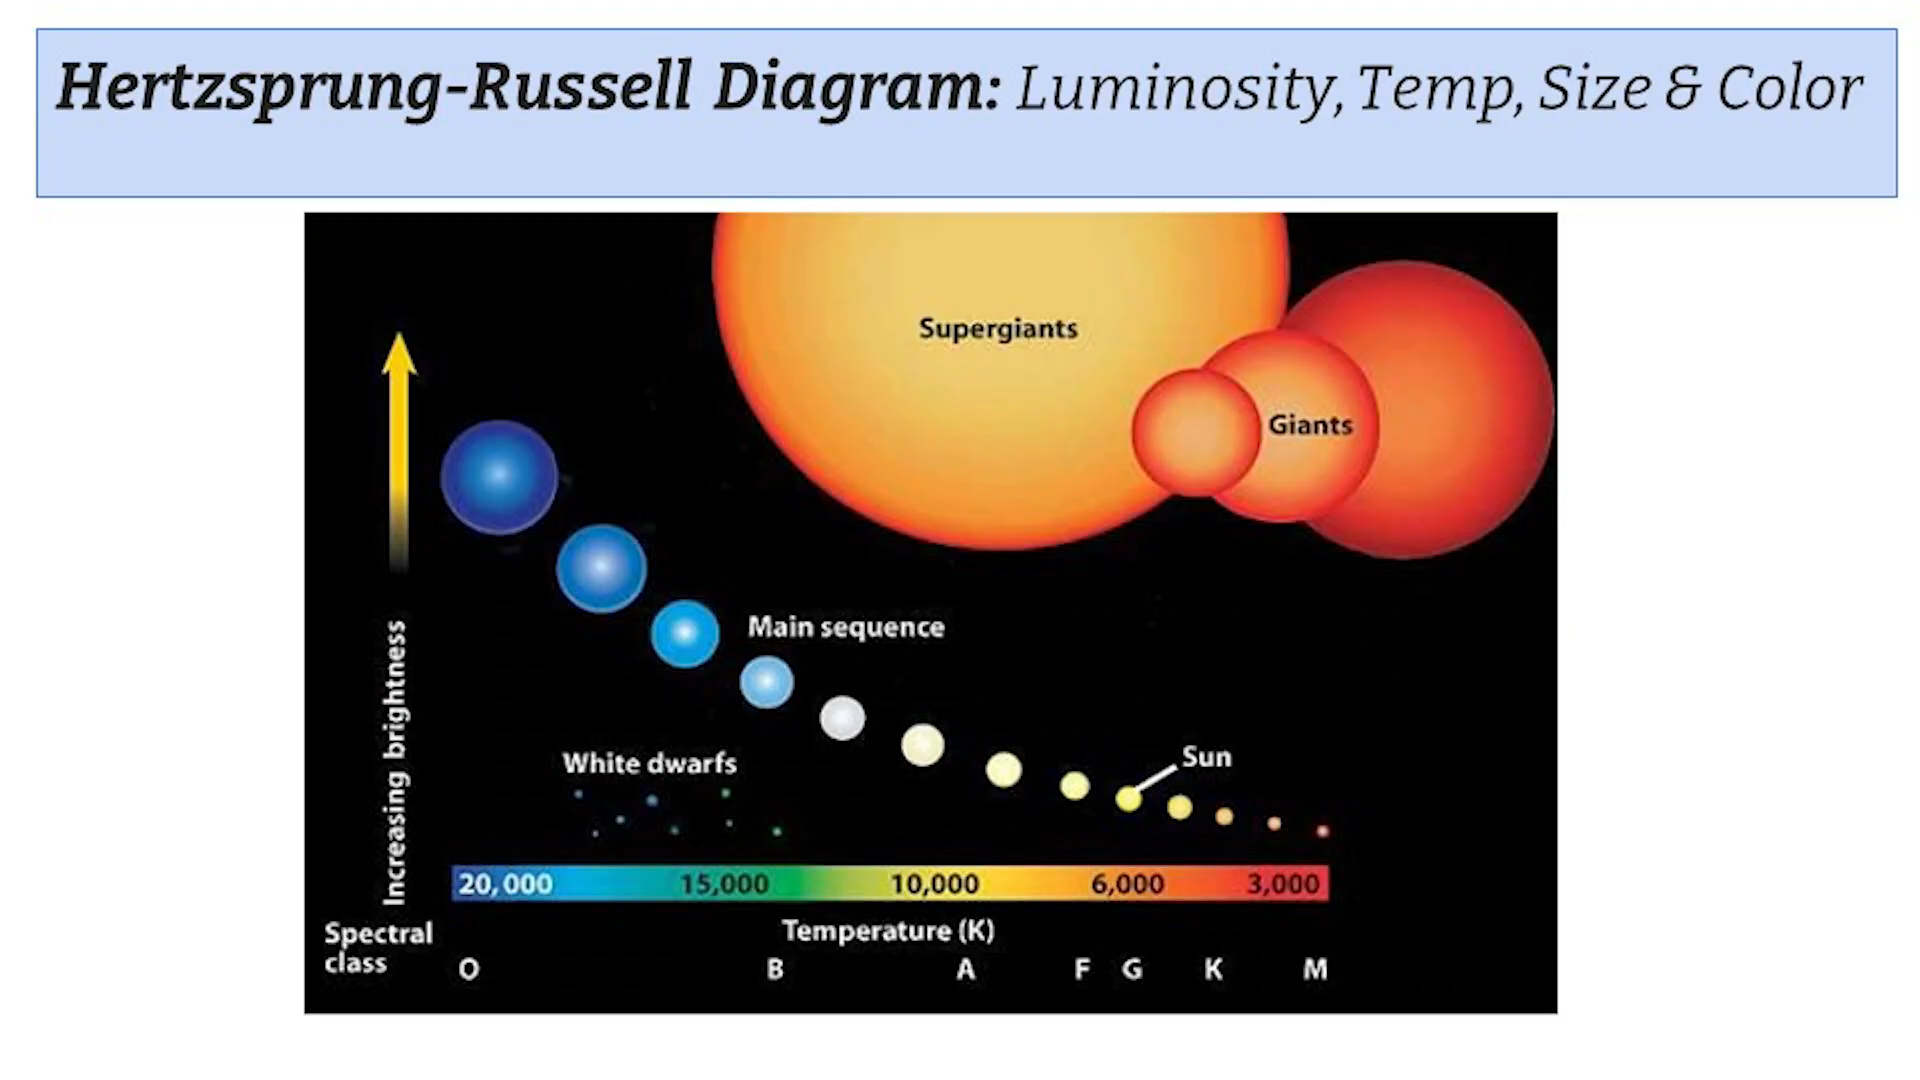 Hertzsprung-Russell Diagram: Luminosity, Temp, Size & Color
Supergiants
Giants
Main sequence
Sun
White dwarfs
Increasing brightness
20,000 15,000 10,000 6,000 3,000
Temperature (K)
Spectral
class
O B A F G K M